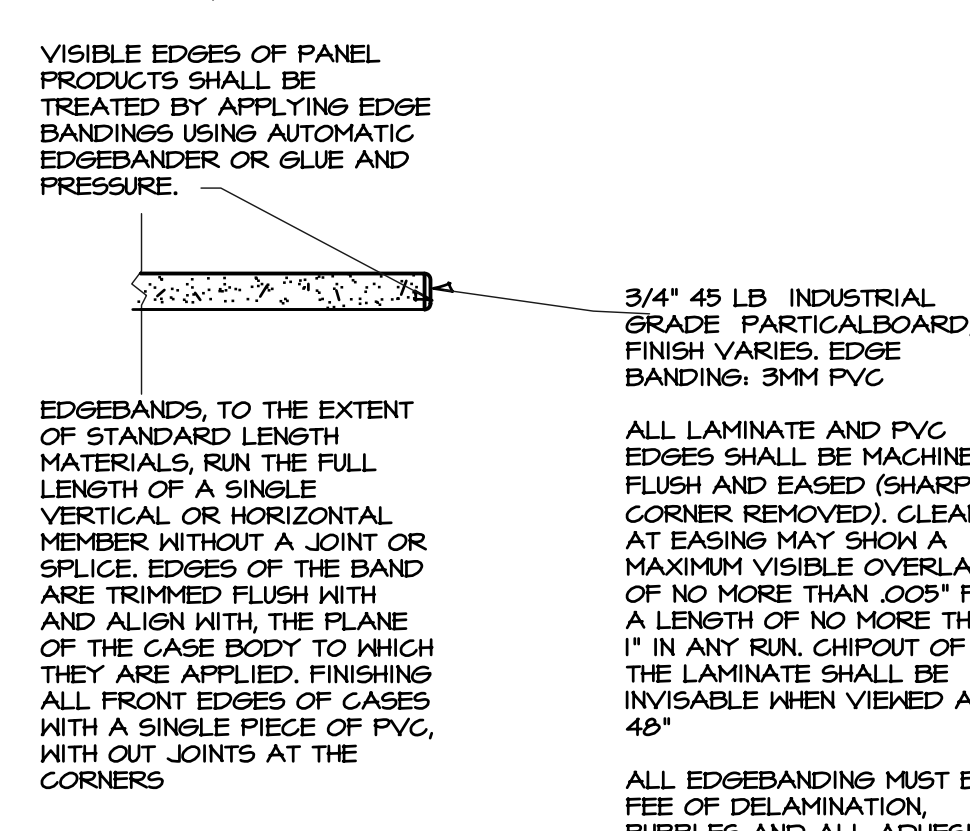 VISIBLE EDGES OF PANEL
PRODUCTS SHALL BE
TREATED BY APPLYING EDGE
BANDINGS USING AUTOMATIC
EDGEBANDER OR GLUE AND
PRESSURE.
EDGEBANDS, TO THE EXTENT
OF STANDARD LENGTH
MATERIALS, RUN THE FULL
LENGTH OF A SINGLE
VERTICAL OR HORIZONTAL
MEMBER WITHOUT A JOINT OR
SPLICE. EDGES OF THE BAND
ARE TRIMMED FLUSH WITH
AND ALIGN WITH, THE PLANE
OF THE CASE BODY TO WHICH
THEY ARE APPLIED. FINISHING
ALL FRONT EDGES OF CASES
WITH A SINGLE PIECE OF PVC,
WITH OUT JOINTS AT THE
CORNERS
3/4" 45 LB INDUSTRIAL
GRADE PARTICALBOARD,
FINISH VARIES. EDGE
BANDING: 3MM PVC
ALL LAMINATE AND PVC
EDGES SHALL BE MACHINE
FLUSH AND EASED (SHARP
CORNER REMOVED). CLEA
AT EASING MAY SHOW A
MAXIMUM VISIBLE OVERLA
OF NO MORE THAN .005" F
A LENGTH OF NO MORE TH
1" IN ANY RUN. CHIPOUT OF
THE LAMINATE SHALL BE
INVISABLE WHEN VIEWED A
48"
ALL EDGEBANDING MUST
FEE OF DELAMINATION,
BUBBLES AND ALL